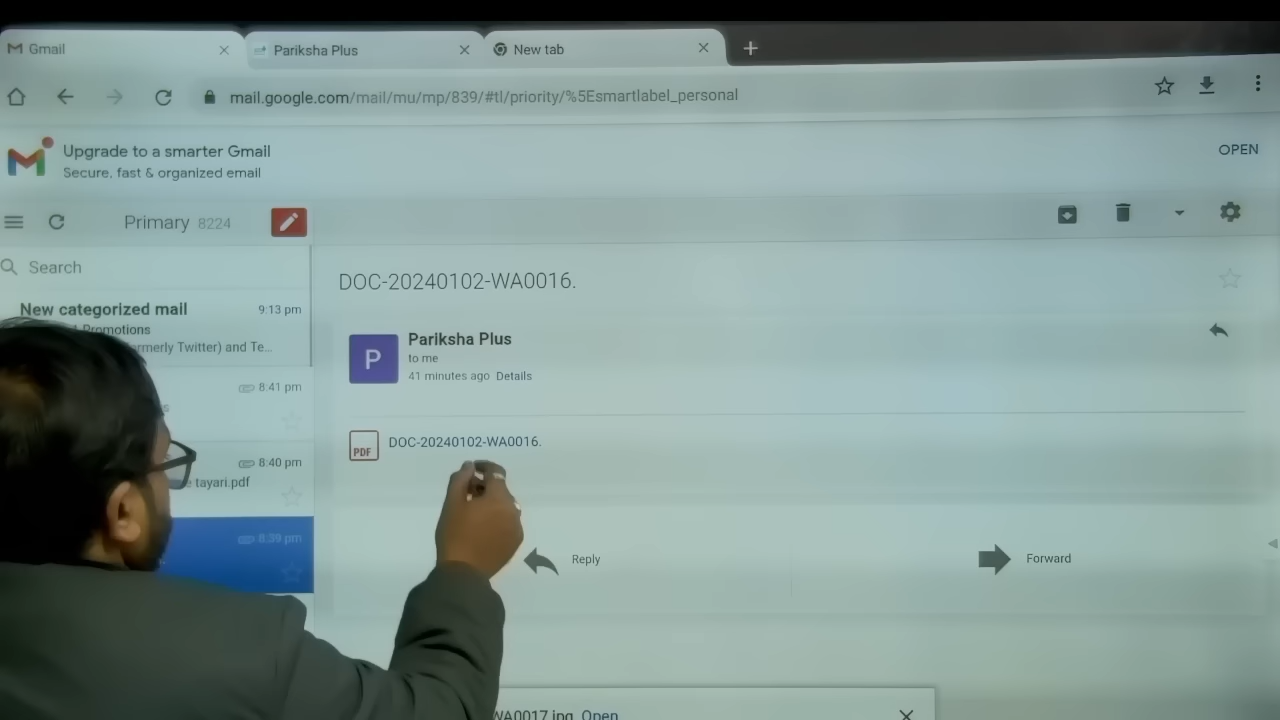 Gmail
Pariksha Plus
New tab
mail.google.com/mail/mu/mp/839/#tl/priority/%5Esmartlabel_personal
Upgrade to a smarter Gmail
Secure, fast & organized email
OPEN
Primary 8224
Search
New categorized mail 9:13 pm
Promotions
ormerly Twitter) and Te...
8:41 pm
8:40 pm
tayari.pdf
8:39 pm
DOC-20240102-WA0016.
P
Pariksha Plus
to me
41 minutes ago Details
PDF
DOC-20240102-WA0016.
Reply
Forward
WA0017.jpg Open